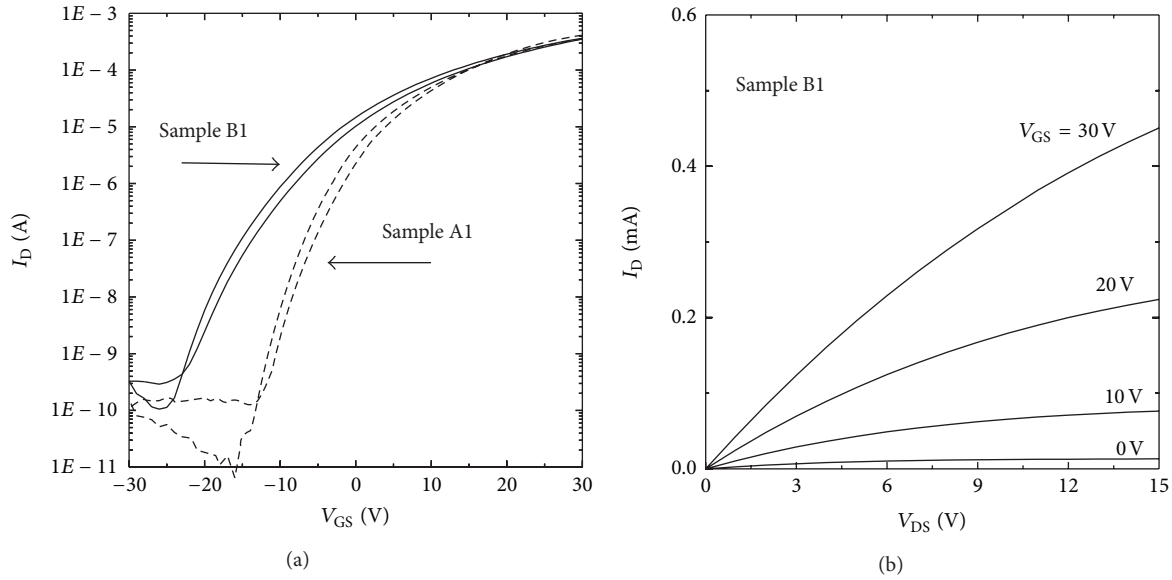 1E − 3
1E − 4
1E − 5
1E − 6
1E − 7
1E − 8
1E − 9
1E − 10
1E − 11
I_D (A)
Sample B1
Sample A1
−30 −20 −10 0 10 20 30
V_GS (V)
(a)
0.6
0.4
0.2
0.0
I_D (mA)
Sample B1
V_GS = 30 V
20 V
10 V
0 V
0 3 6 9 12 15
V_DS (V)
(b)